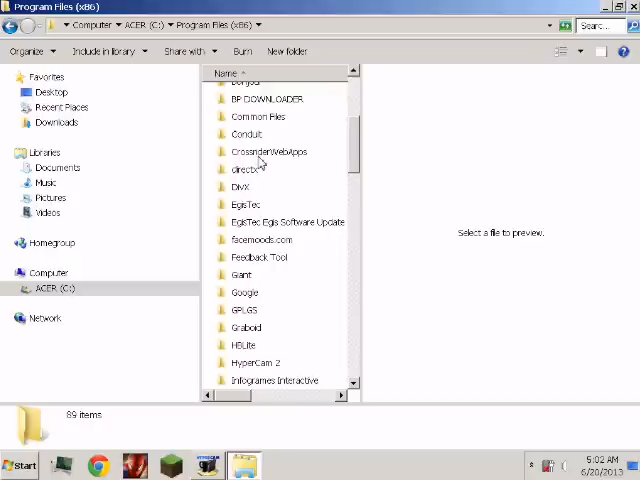 Program Files (x86)
Computer ▸ ACER (C:) ▸ Program Files (x86) ▸
Searc...
Organize
Include in library
Share with
Burn
New folder
Favorites
Desktop
Recent Places
Downloads
Libraries
Documents
Music
Pictures
Videos
Homegroup
Computer
ACER (C:)
Network
Name
Bonjour
BP DOWNLOADER
Common Files
Conduit
CrossriderWebApps
directx
DivX
EgisTec
EgisTec Egis Software Update
facemoods.com
Feedback Tool
Giant
Google
GPLGS
Graboid
HBLite
HyperCam 2
Infogrames Interactive
Select a file to preview.
89 items
Start
5:02 AM
6/20/2013